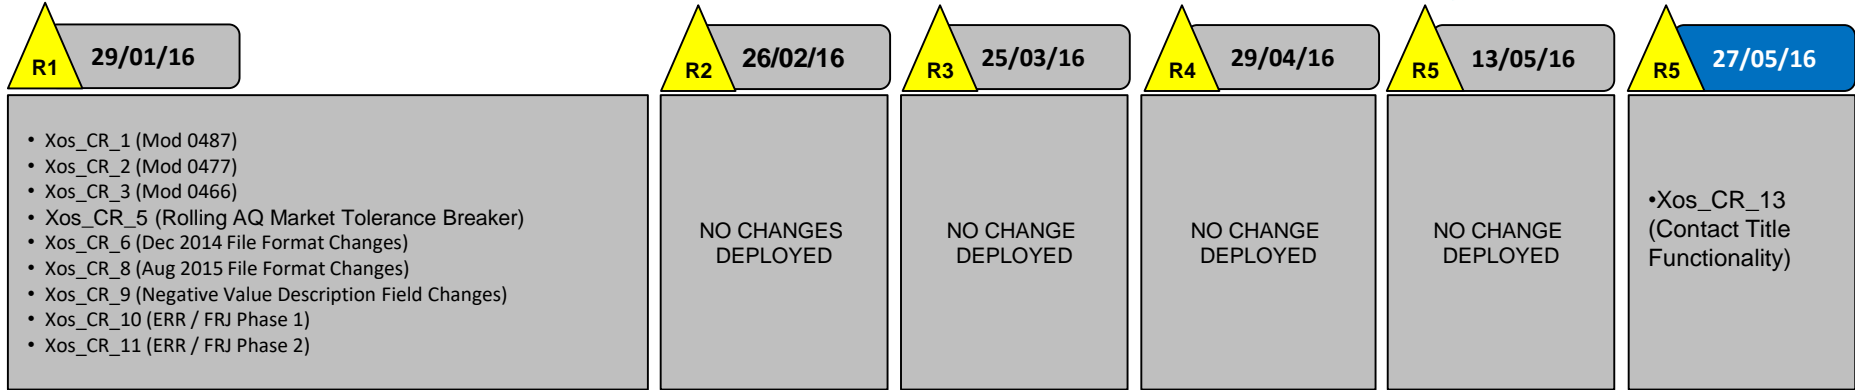 R1 29/01/16
• Xos_CR_1 (Mod 0487)
• Xos_CR_2 (Mod 0477)
• Xos_CR_3 (Mod 0466)
• Xos_CR_5 (Rolling AQ Market Tolerance Breaker)
• Xos_CR_6 (Dec 2014 File Format Changes)
• Xos_CR_8 (Aug 2015 File Format Changes)
• Xos_CR_9 (Negative Value Description Field Changes)
• Xos_CR_10 (ERR / FRJ Phase 1)
• Xos_CR_11 (ERR / FRJ Phase 2)
R2 26/02/16
NO CHANGES
DEPLOYED
R3 25/03/16
NO CHANGE
DEPLOYED
R4 29/04/16
NO CHANGE
DEPLOYED
R5 13/05/16
NO CHANGE
DEPLOYED
R5 27/05/16
•Xos_CR_13
(Contact Title
Functionality)